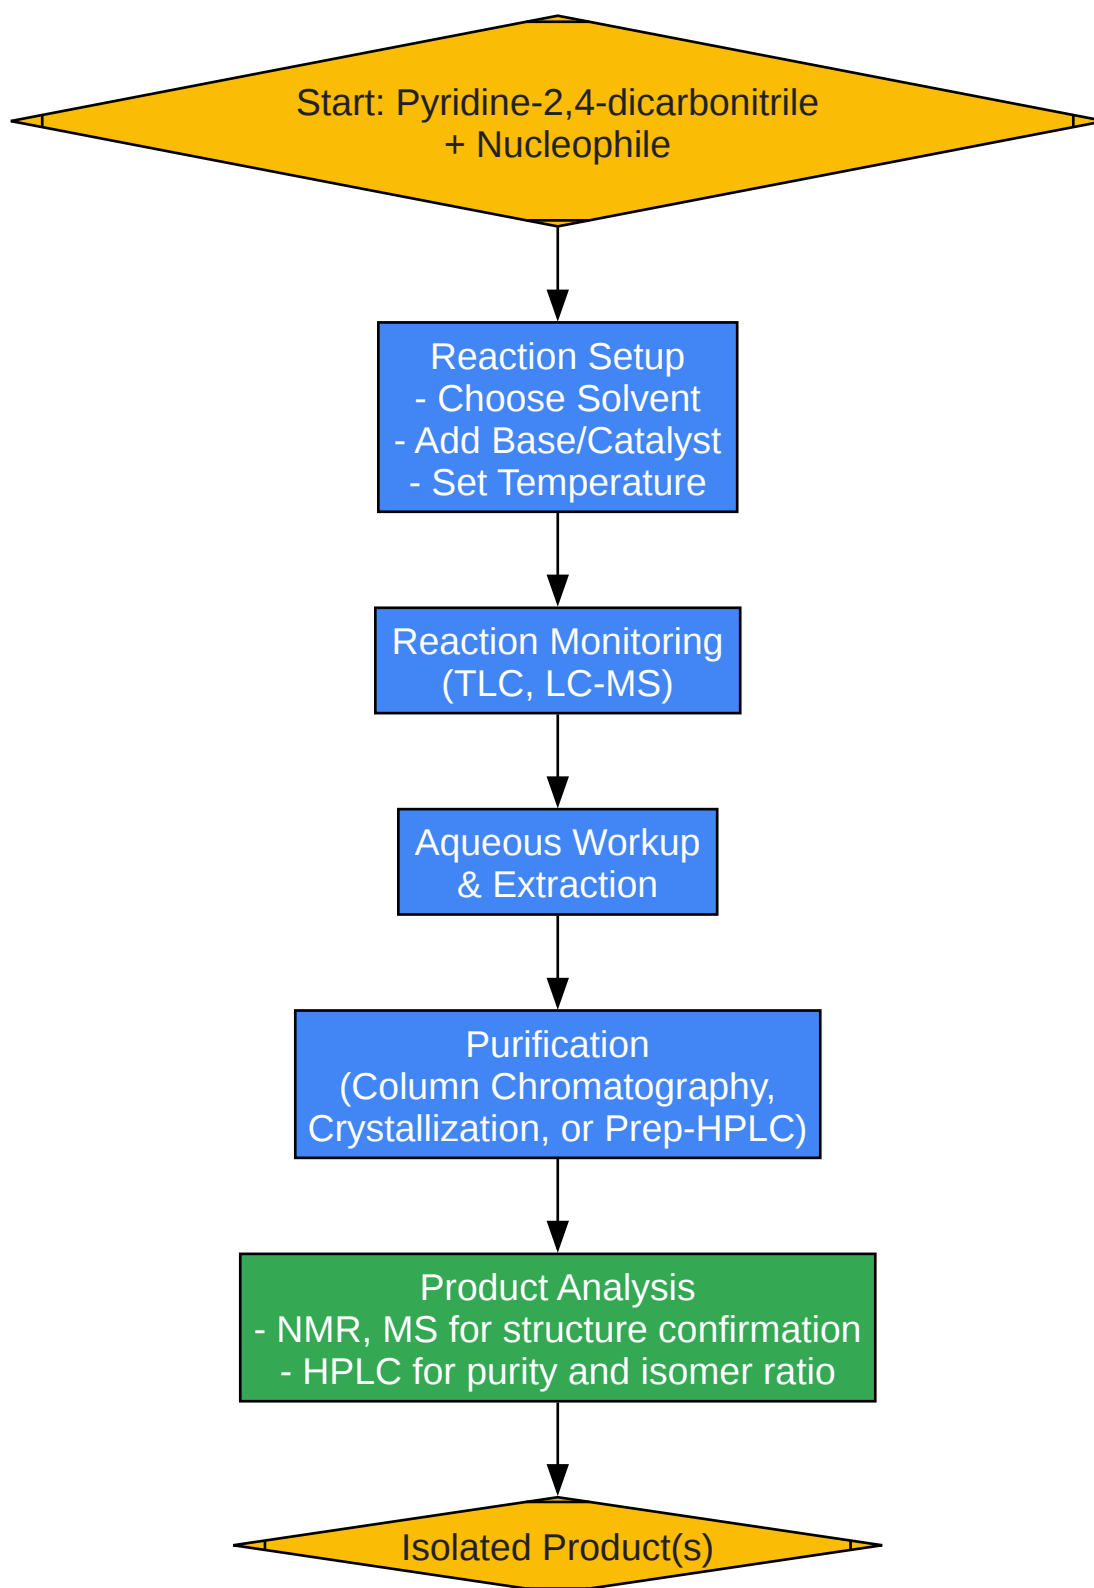 Start: Pyridine-2,4-dicarbonitrile
+ Nucleophile
Reaction Setup
- Choose Solvent
- Add Base/Catalyst
- Set Temperature
Reaction Monitoring
(TLC, LC-MS)
Aqueous Workup
& Extraction
Purification
(Column Chromatography,
Crystallization, or Prep-HPLC)
Product Analysis
- NMR, MS for structure confirmation
- HPLC for purity and isomer ratio
Isolated Product(s)